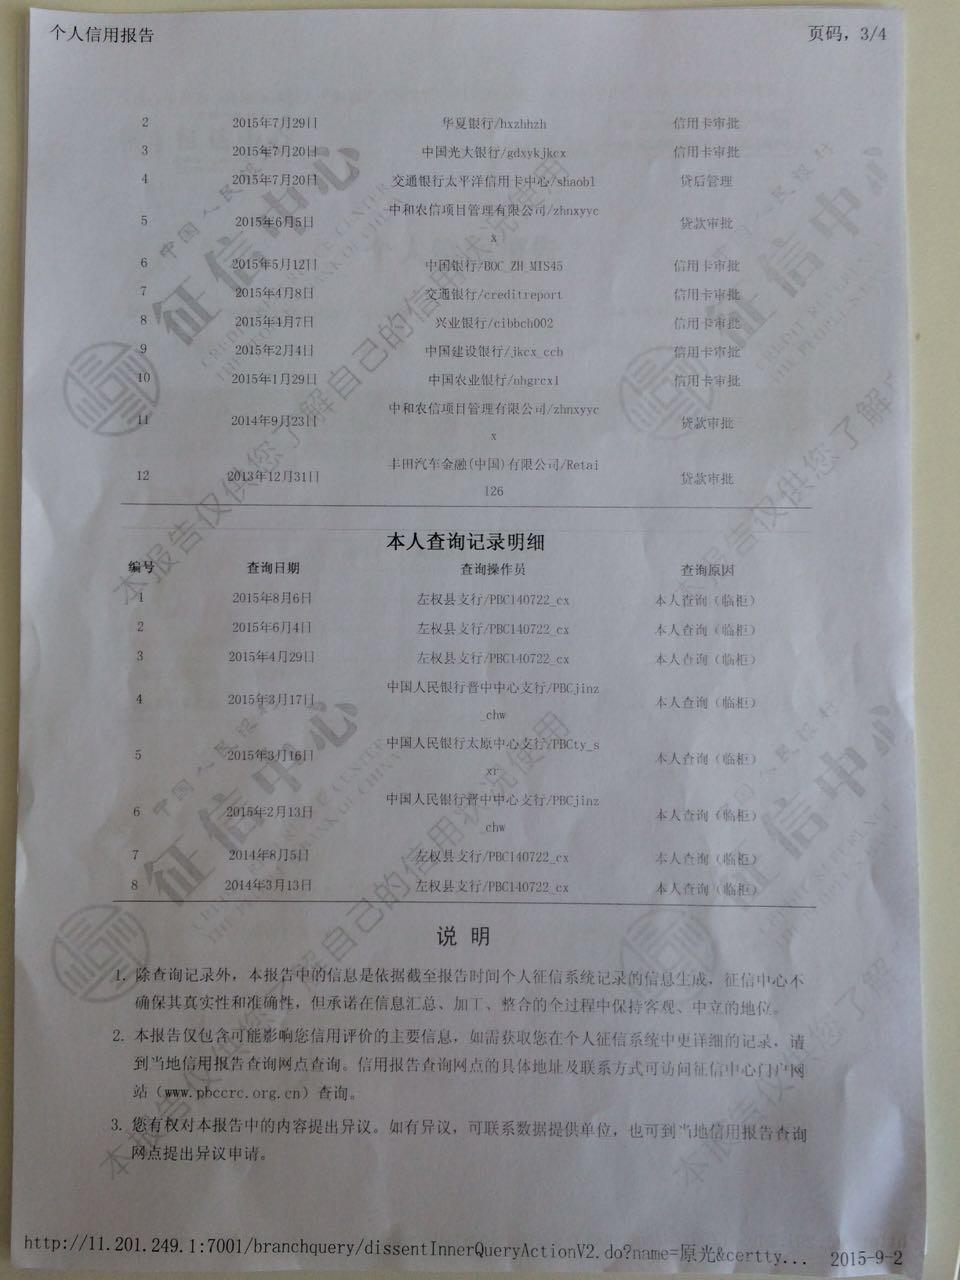 个人信用报告 页码，3/4
2 2015年7月29日 华夏银行/hxzhhzh 信用卡审批
3 2015年7月20日 中国光大银行/gdxykjkcx 信用卡审批
4 2015年7月20日 交通银行太平洋信用卡中心/shaobl 贷后管理
5 2015年6月5日 中和农信项目管理有限公司/zhnxyyc 贷款审批
x
6 2015年5月12日 中国银行/BOC_ZH_MIS45 信用卡审批
7 2015年4月8日 交通银行/creditreport 信用卡审批
8 2015年4月7日 兴业银行/cibbch002 信用卡审批
9 2015年2月4日 中国建设银行/jkcx_ccb 信用卡审批
10 2015年1月29日 中国农业银行/nhgrcx1 信用卡审批
11 2014年9月23日 中和农信项目管理有限公司/zhnxyyc 贷款审批
x
12 2013年12月31日 丰田汽车金融(中国)有限公司/Retai 贷款审批
126
本人查询记录明细
编号 查询日期 查询操作员 查询原因
1 2015年8月6日 左权县支行/PBC140722_cx 本人查询（临柜）
2 2015年6月4日 左权县支行/PBC140722_cx 本人查询（临柜）
3 2015年4月29日 左权县支行/PBC140722_cx 本人查询（临柜）
4 2015年3月17日 中国人民银行晋中中心支行/PBCjinz 本人查询（临柜）
_chw
5 2015年3月16日 中国人民银行太原中心支行/PBCty_s 本人查询（临柜）
xr
6 2015年2月13日 中国人民银行晋中中心支行/PBCjinz 本人查询（临柜）
_chw
7 2014年8月5日 左权县支行/PBC140722_cx 本人查询（临柜）
8 2014年3月13日 左权县支行/PBC140722_cx 本人查询（临柜）
说 明
1. 除查询记录外，本报告中的信息是依据截至报告时间个人征信系统记录的信息生成，征信中心不
确保其真实性和准确性，但承诺在信息汇总、加工、整合的全过程中保持客观、中立的地位。
2. 本报告仅包含可能影响您信用评价的主要信息，如需获取您在个人征信系统中更详细的记录，请
到当地信用报告查询网点查询。信用报告查询网点的具体地址及联系方式可访问征信中心门户网
站（www.pbccrc.org.cn）查询。
3. 您有权对本报告中的内容提出异议。如有异议，可联系数据提供单位，也可到当地信用报告查询
网点提出异议申请。
http://11.201.249.1:7001/branchquery/dissentInnerQueryActionV2.do?name=原光&certty... 2015-9-2
中国人民银行
征信中心
CREDIT REFERENCE CENTER
THE PEOPLE'S BANK OF CHINA
本报告仅供您了解自己的信用状况使用